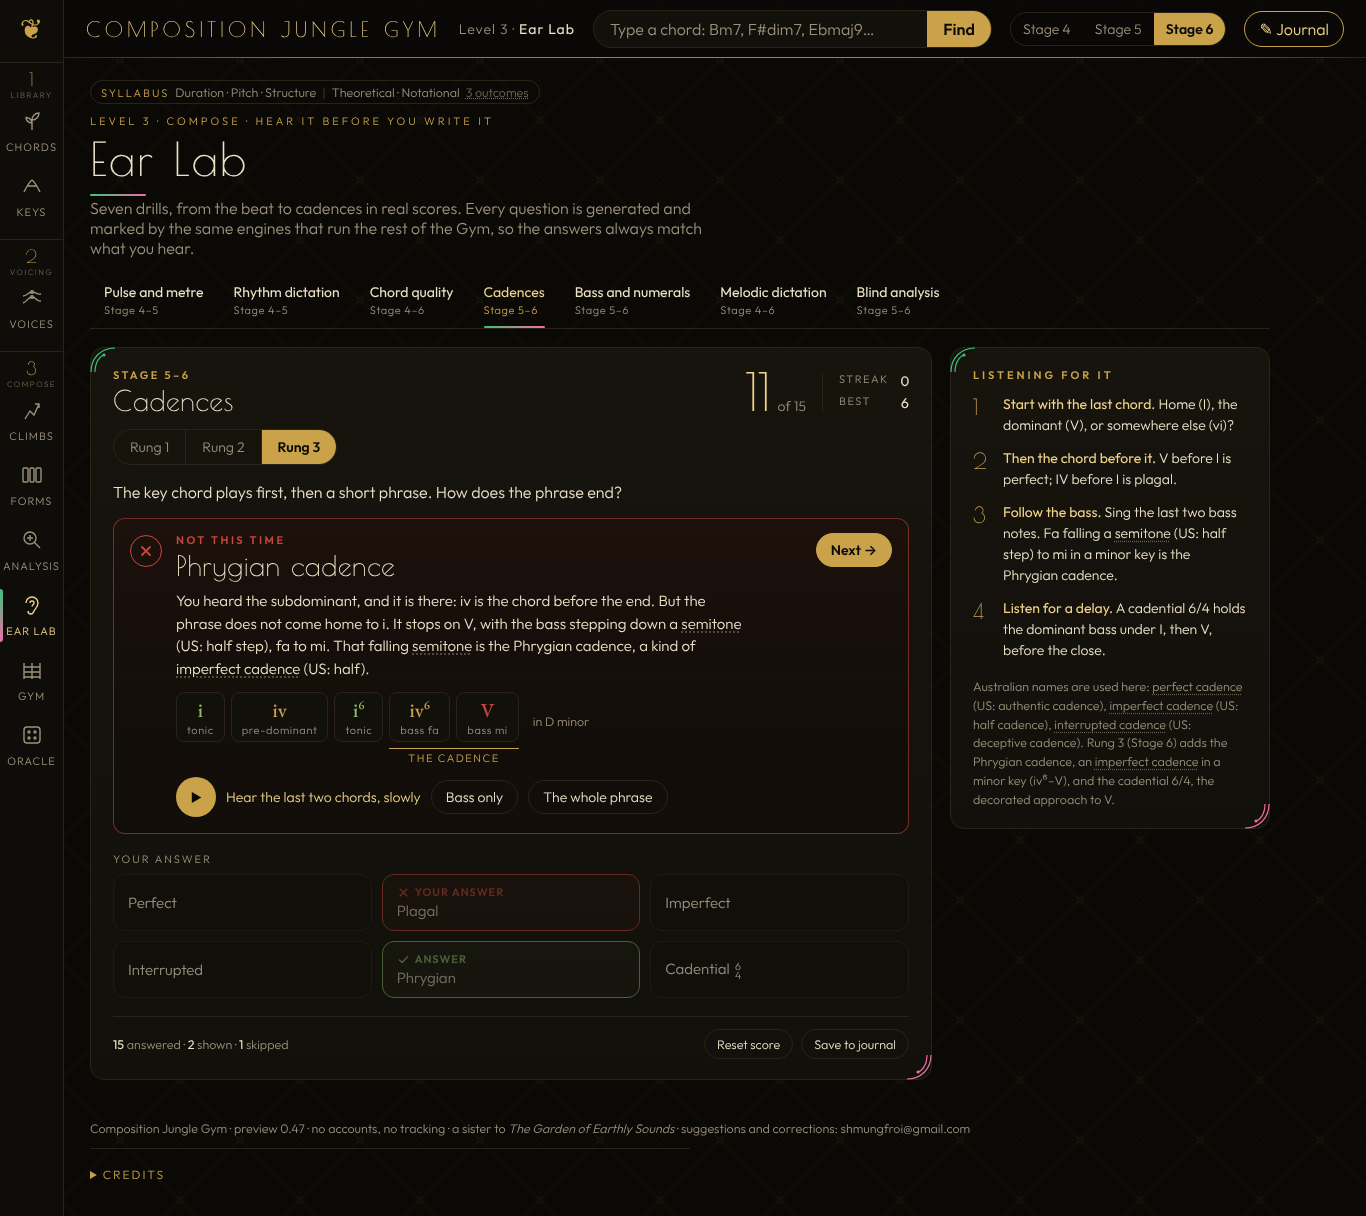 COMPOSITION JUNGLE GYM
Level 3 · Ear Lab
Type a chord: Bm7, F#dim7, Ebmaj9...
Find
Stage 4
Stage 5
Stage 6
✎ Journal
1
LIBRARY
CHORDS
KEYS
2
VOICING
VOICES
3
COMPOSE
CLIMBS
FORMS
ANALYSIS
EAR LAB
GYM
ORACLE
SYLLABUS Duration · Pitch · Structure | Theoretical · Notational 3 outcomes
LEVEL 3 · COMPOSE · HEAR IT BEFORE YOU WRITE IT
Ear Lab
Seven drills, from the beat to cadences in real scores. Every question is generated and
marked by the same engines that run the rest of the Gym, so the answers always match
what you hear.
Pulse and metre
Stage 4–5
Rhythm dictation
Stage 4–5
Chord quality
Stage 4–6
Cadences
Stage 5–6
Bass and numerals
Stage 5–6
Melodic dictation
Stage 4–6
Blind analysis
Stage 5–6
STAGE 5–6
Cadences
11 of 15
STREAK 0
BEST 6
Rung 1
Rung 2
Rung 3
The key chord plays first, then a short phrase. How does the phrase end?
NOT THIS TIME
Phrygian cadence
Next →
You heard the subdominant, and it is there: iv is the chord before the end. But the
phrase does not come home to i. It stops on V, with the bass stepping down a semitone
(US: half step), fa to mi. That falling semitone is the Phrygian cadence, a kind of
imperfect cadence (US: half).
i
tonic
iv
pre-dominant
i⁶
tonic
iv⁶
bass fa
V
bass mi
in D minor
THE CADENCE
Hear the last two chords, slowly
Bass only
The whole phrase
YOUR ANSWER
Perfect
✕ YOUR ANSWER
Plagal
Imperfect
Interrupted
✓ ANSWER
Phrygian
Cadential 6 4
15 answered · 2 shown · 1 skipped
Reset score
Save to journal
LISTENING FOR IT
1
Start with the last chord. Home (I), the
dominant (V), or somewhere else (vi)?
2
Then the chord before it. V before I is
perfect; IV before I is plagal.
3
Follow the bass. Sing the last two bass
notes. Fa falling a semitone (US: half
step) to mi in a minor key is the
Phrygian cadence.
4
Listen for a delay. A cadential 6/4 holds
the dominant bass under I, then V,
before the close.
Australian names are used here: perfect cadence
(US: authentic cadence), imperfect cadence (US:
half cadence), interrupted cadence (US:
deceptive cadence). Rung 3 (Stage 6) adds the
Phrygian cadence, an imperfect cadence in a
minor key (iv⁶–V), and the cadential 6/4, the
decorated approach to V.
Composition Jungle Gym · preview 0.47 · no accounts, no tracking · a sister to The Garden of Earthly Sounds · suggestions and corrections: shmungfroi@gmail.com
▶ CREDITS